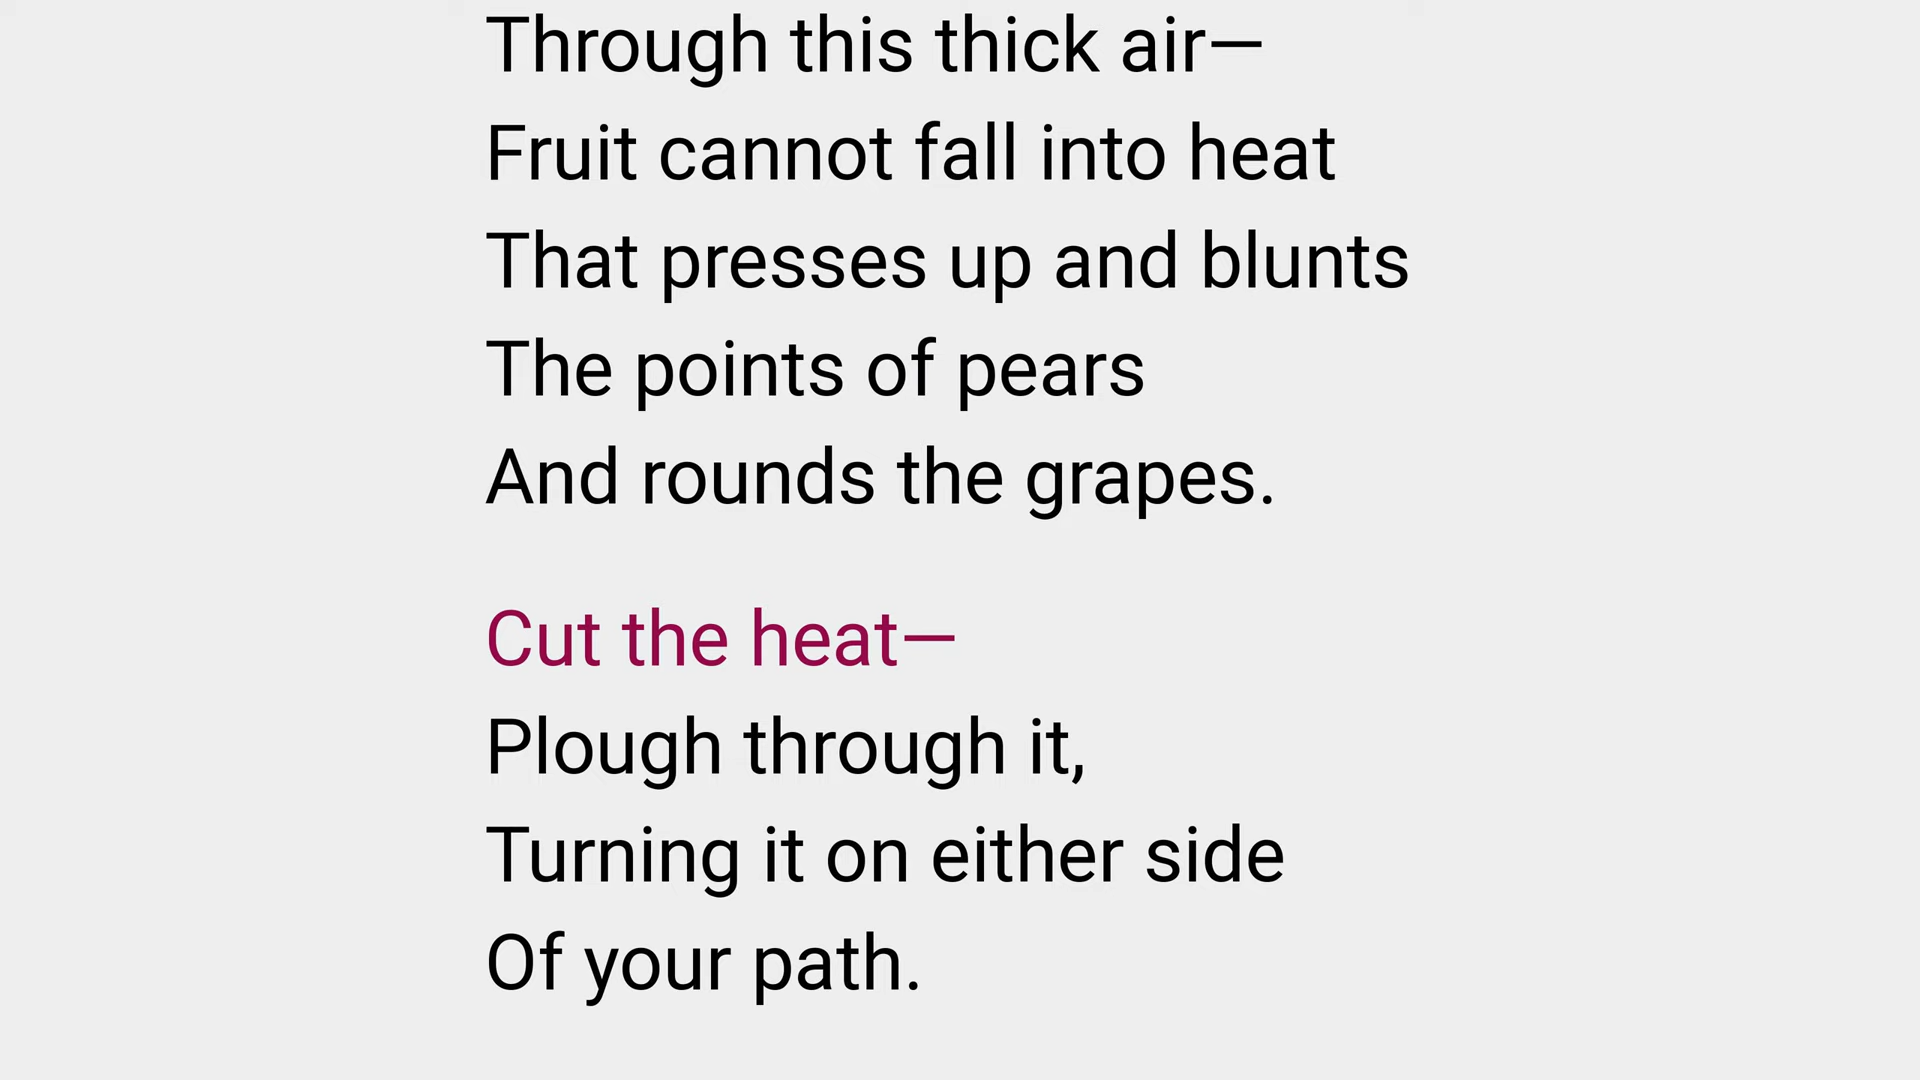 Through this thick air—
Fruit cannot fall into heat
That presses up and blunts
The points of pears
And rounds the grapes.
Cut the heat—
Plough through it,
Turning it on either side
Of your path.